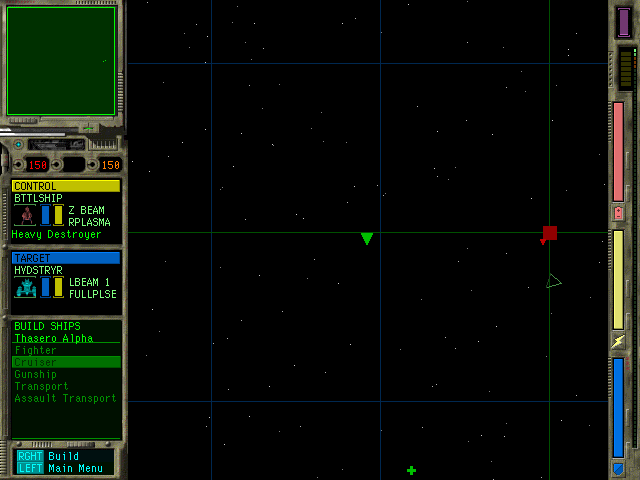 150 150
CONTROL
BTTLSHIP
Z BEAM
RPLASMA
Heavy Destroyer
TARGET
HVDSTRYR
LBEAM 1
FULLPLSE
BUILD SHIPS
Thasero Alpha
Fighter
Cruiser
Gunship
Transport
Assault Transport
RGHT Build
LEFT Main Menu